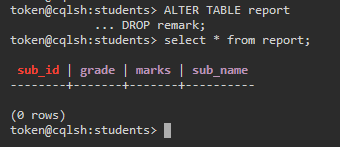 token@cqlsh:students> ALTER TABLE report
... DROP remark;
token@cqlsh:students> select * from report;
sub_id | grade | marks | sub_name
--------+-------+-------+----------
(0 rows)
token@cqlsh:students>